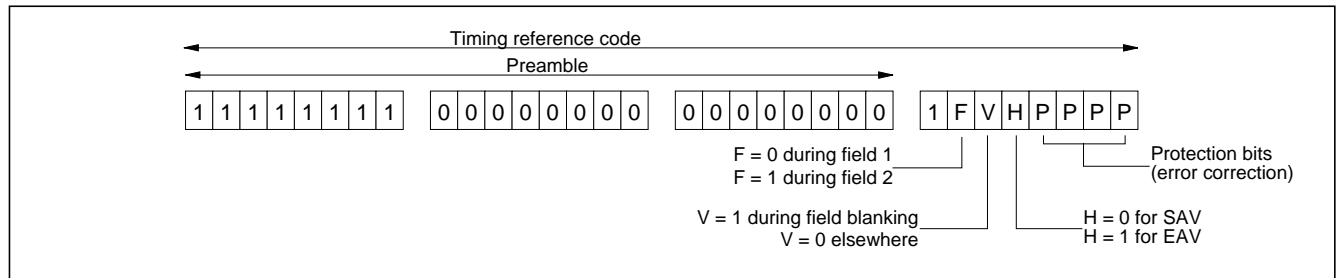 Timing reference code
Preamble
1 1 1 1 1 1 1 1 0 0 0 0 0 0 0 0 0 0 0 0 0 0 0 0 1 F V H P P P P
F = 0 during field 1
F = 1 during field 2
Protection bits
(error correction)
V = 1 during field blanking
V = 0 elsewhere
H = 0 for SAV
H = 1 for EAV